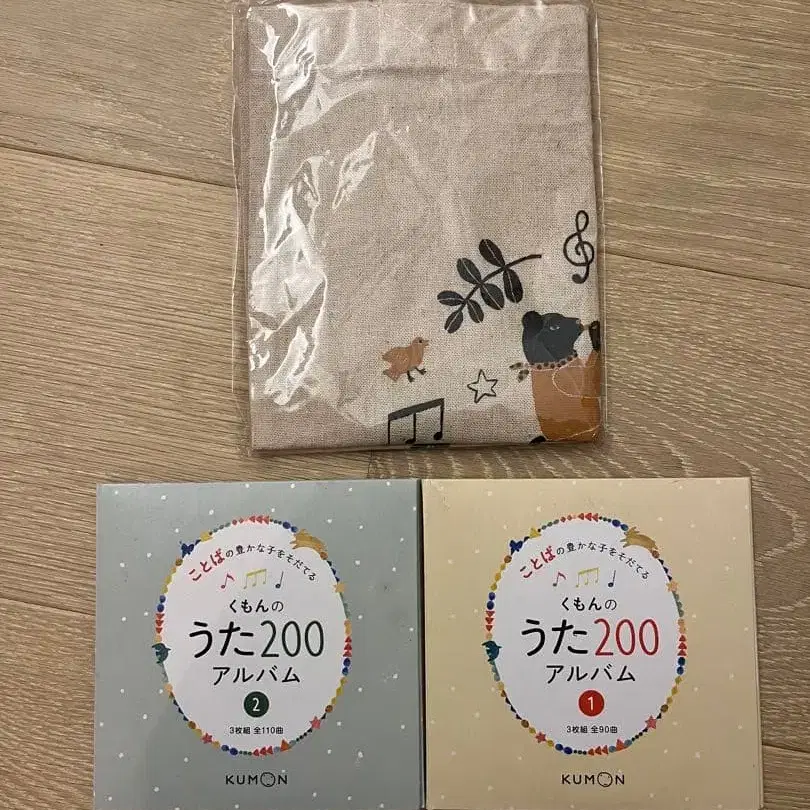 ことばの豊かな子をそだてる
くもんの
うた200
アルバム
2
3枚組 全110曲
KUMON
ことばの豊かな子をそだてる
くもんの
うた200
アルバム
1
3枚組 全90曲
KUMON